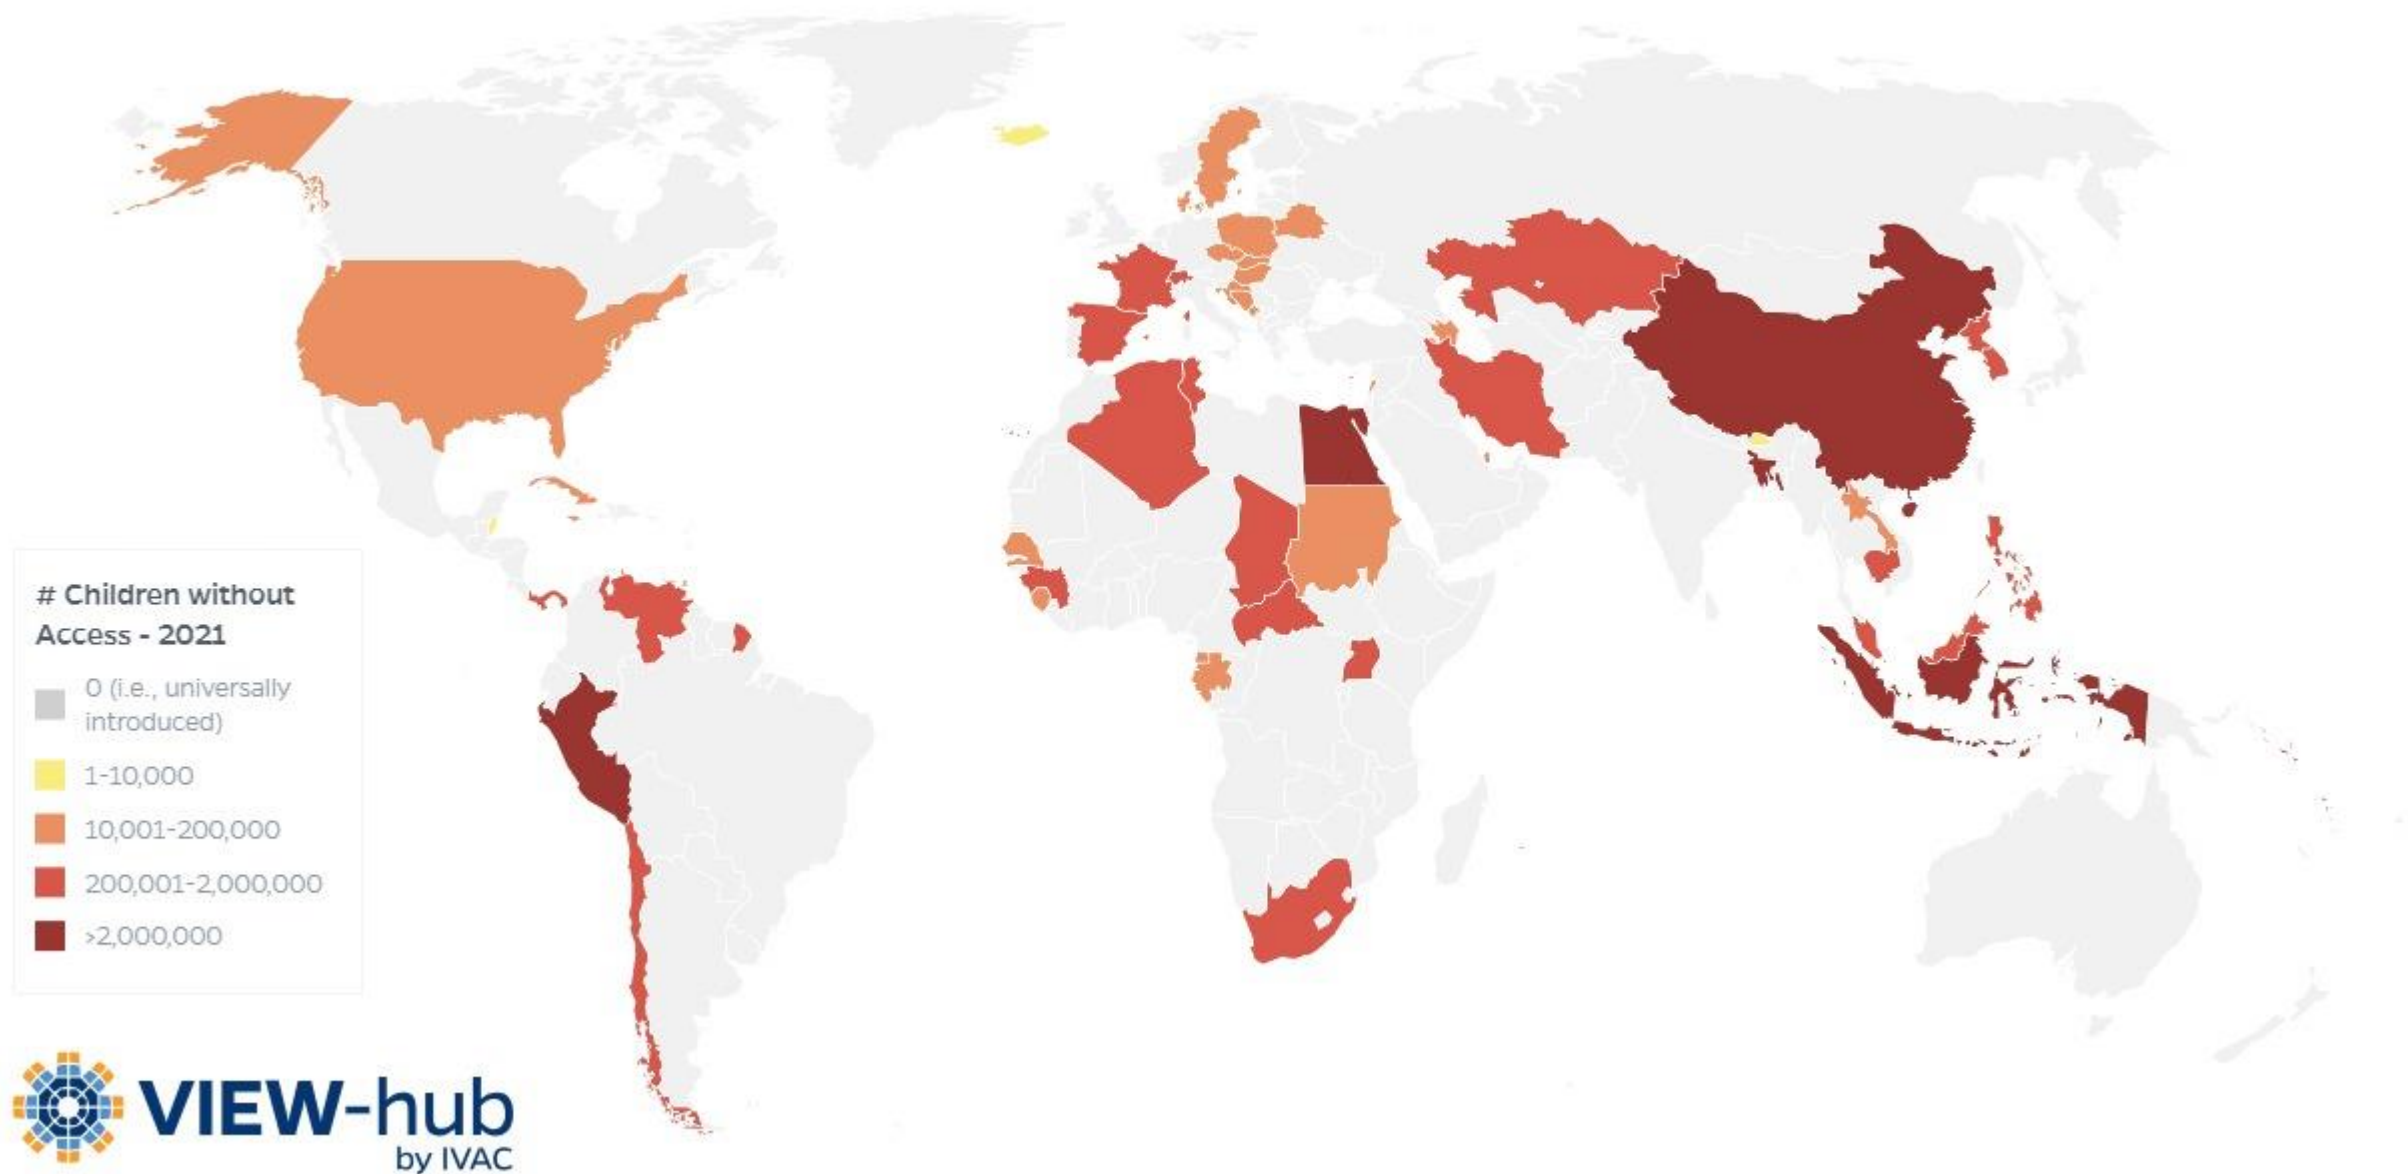 # Children without
Access - 2021
0 (i.e., universally
introduced)
1-10,000
10,001-200,000
200,001-2,000,000
>2,000,000
VIEW-hub
by IVAC